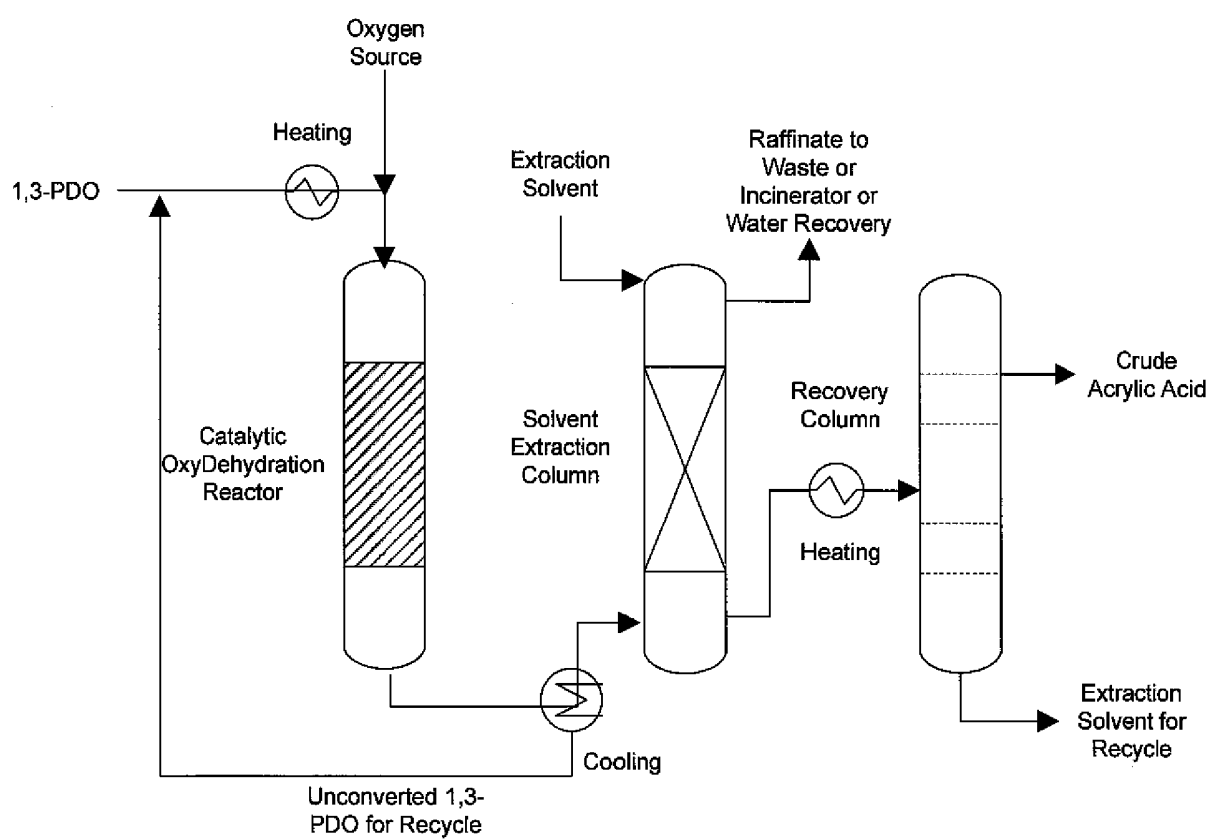 Oxygen
Source
Heating
1,3-PDO
Extraction
Solvent
Raffinate to
Waste or
Incinerator or
Water Recovery
Catalytic
OxyDehydration
Reactor
Solvent
Extraction
Column
Recovery
Column
Heating
Crude
Acrylic Acid
Cooling
Unconverted 1,3-
PDO for Recycle
Extraction
Solvent for
Recycle